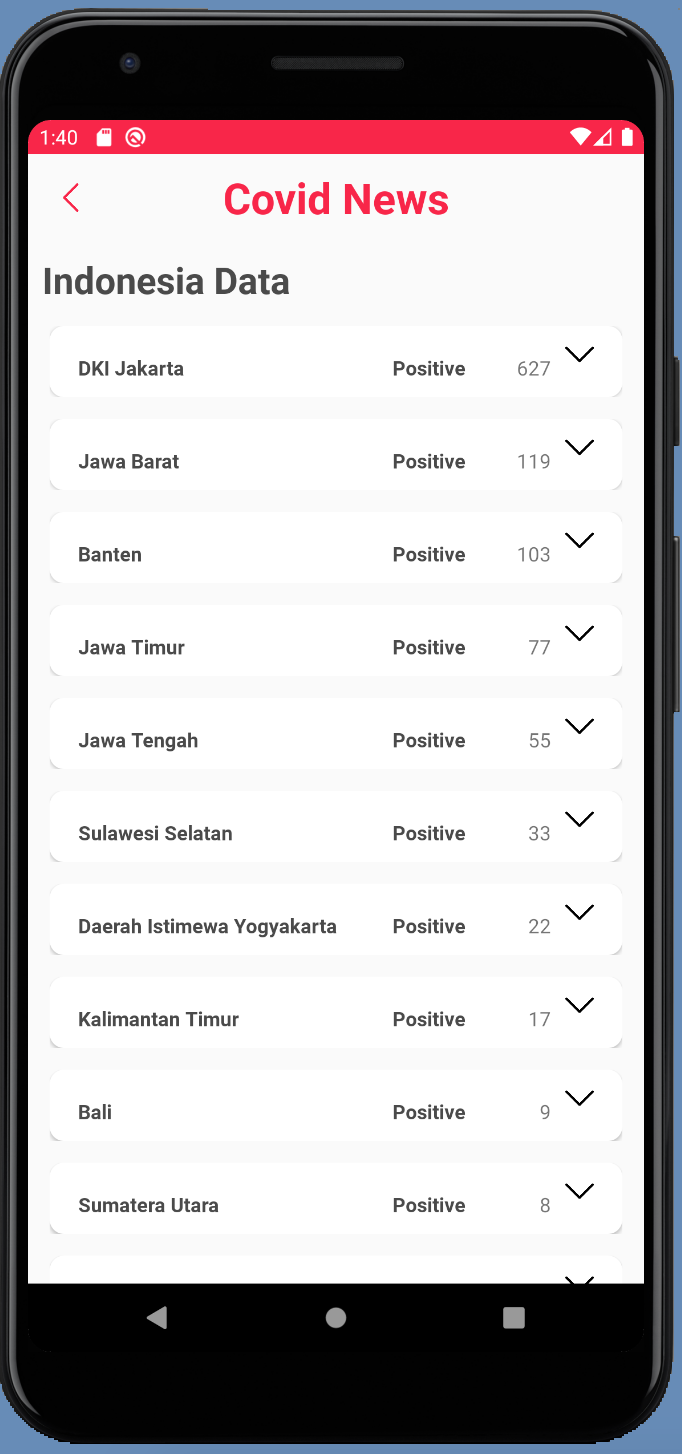 1:40
Covid News
Indonesia Data
DKI Jakarta Positive 627
Jawa Barat Positive 119
Banten Positive 103
Jawa Timur Positive 77
Jawa Tengah Positive 55
Sulawesi Selatan Positive 33
Daerah Istimewa Yogyakarta Positive 22
Kalimantan Timur Positive 17
Bali Positive 9
Sumatera Utara Positive 8